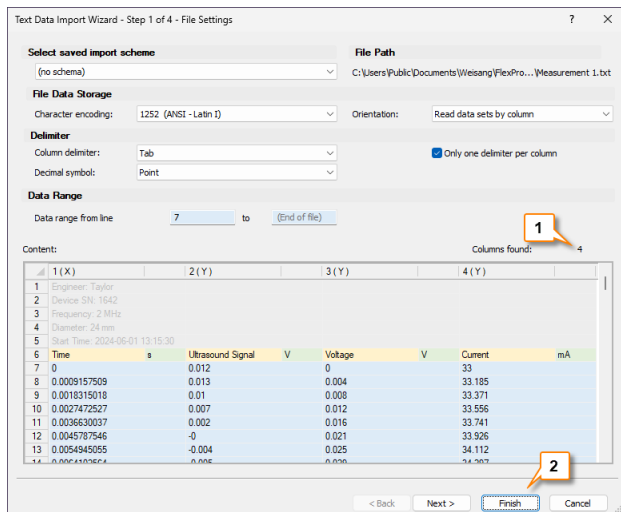 Text Data Import Wizard - Step 1 of 4 - File Settings ? ×
Select saved import scheme File Path
(no schema) C:\Users\Public\Documents\Weisang\FlexPro...\Measurement 1.txt
File Data Storage
Character encoding: 1252 (ANSI - Latin I) Orientation: Read data sets by column
Delimiter
Column delimiter: Tab Only one delimiter per column
Decimal symbol: Point
Data Range
Data range from line 7 to (End of file)
1
Content: Columns found: 4
1 (X) 2 (Y) 3 (Y) 4 (Y)
1 Engineer: Taylor
2 Device SN: 1642
3 Frequency: 2 MHz
4 Diameter: 24 mm
5 Start Time: 2024-06-01 13:15:30
6 Time s Ultrasound Signal V Voltage V Current mA
7 0 0.012 0 33
8 0.0009157509 0.013 0.004 33.185
9 0.0018315018 0.01 0.008 33.371
10 0.0027472527 0.007 0.012 33.556
11 0.0036630037 0.002 0.016 33.741
12 0.0045787546 -0 0.021 33.926
13 0.0054945055 -0.004 0.025 34.112
14
2
< Back Next > Finish Cancel